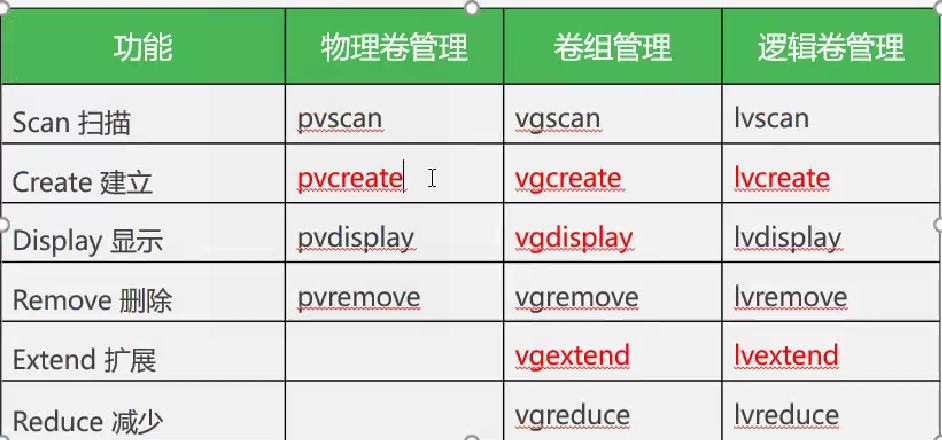 功能 物理卷管理 卷组管理 逻辑卷管理
Scan 扫描 pvscan vgscan lvscan
Create 建立 pvcreate vgcreate lvcreate
Display 显示 pvdisplay vgdisplay lvdisplay
Remove 删除 pvremove vgremove lvremove
Extend 扩展 vgextend lvextend
Reduce 减少 vgreduce lvreduce